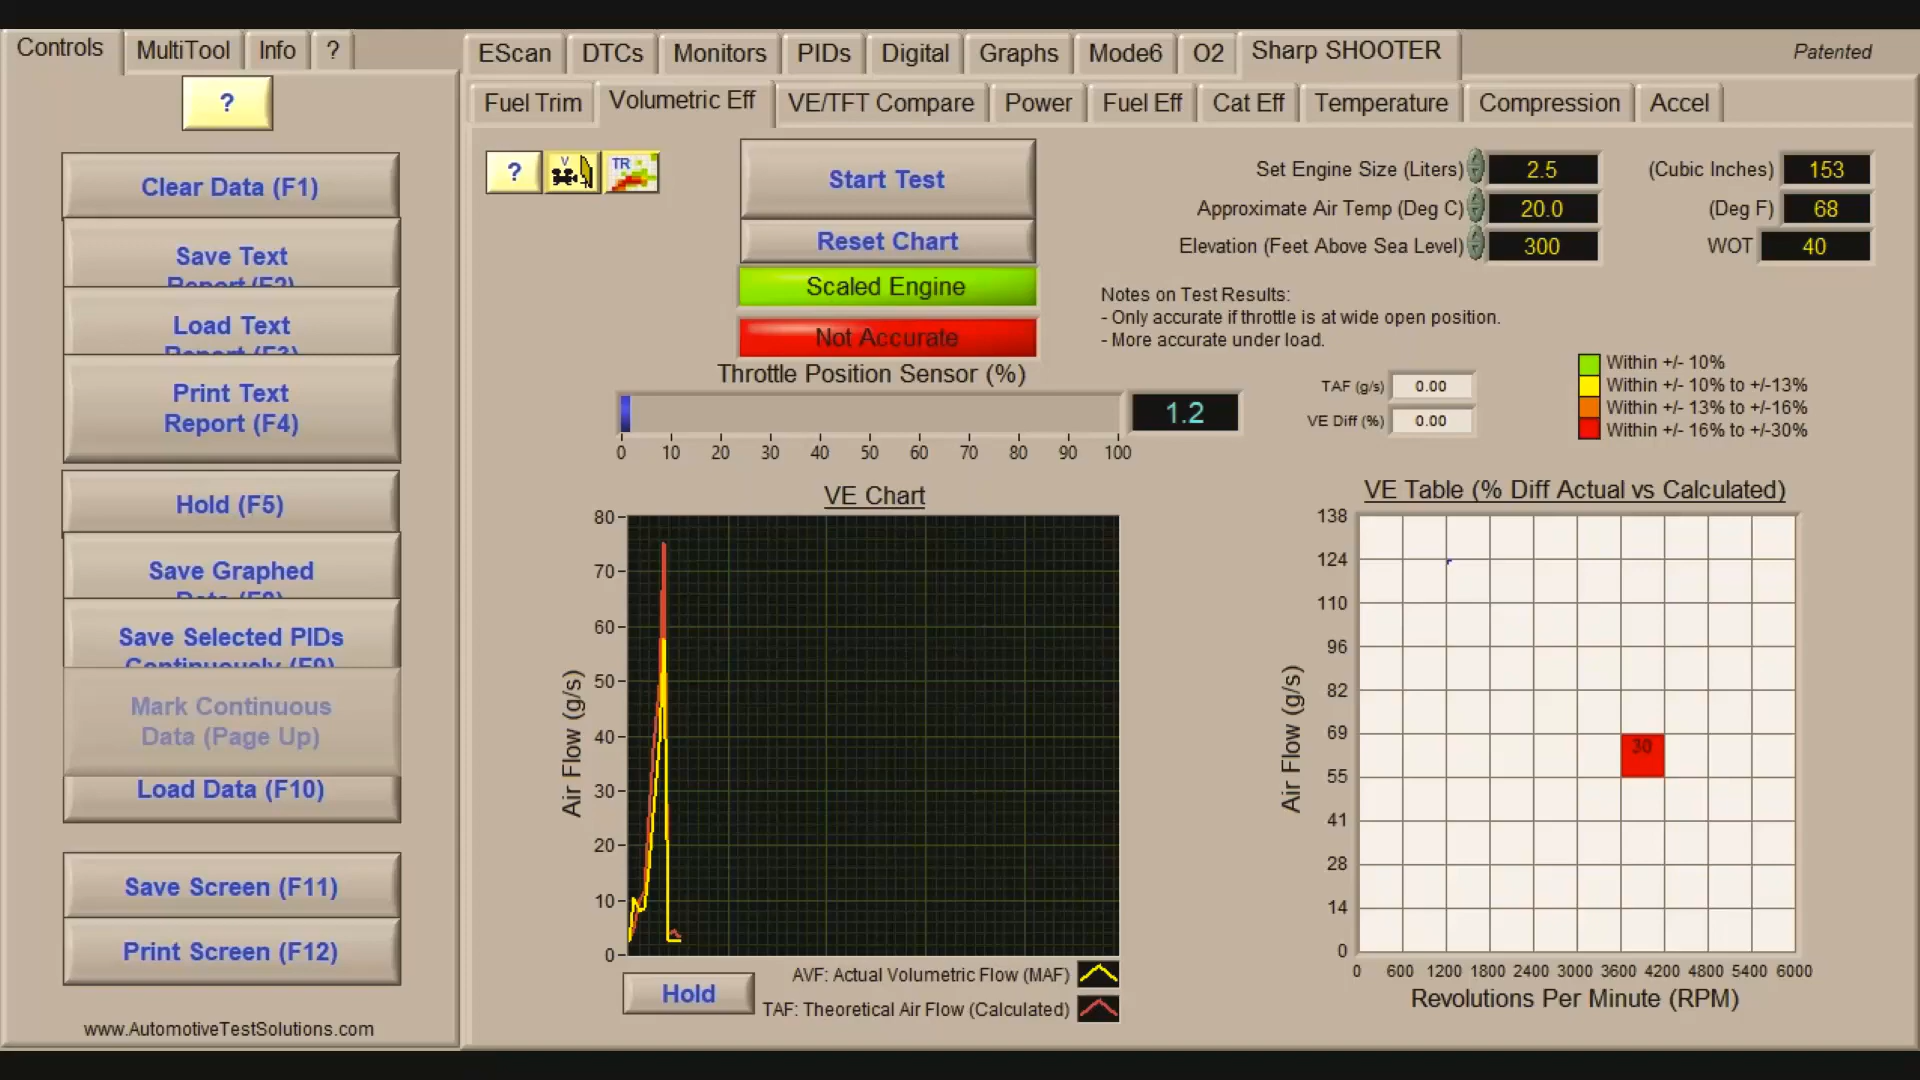 Controls
MultiTool
Info
?
EScan
DTCs
Monitors
PIDs
Digital
Graphs
Mode6
O2
Sharp SHOOTER
Patented
Fuel Trim
Volumetric Eff
VE/TFT Compare
Power
Fuel Eff
Cat Eff
Temperature
Compression
Accel
?
Clear Data (F1)
Save Text
Report (F2)
Load Text
Report (F3)
Print Text
Report (F4)
Hold (F5)
Save Graphed
Data (F8)
Save Selected PIDs
Continuously (F9)
Mark Continuous
Data (Page Up)
Load Data (F10)
Save Screen (F11)
Print Screen (F12)
www.AutomotiveTestSolutions.com
?
V
TR
Start Test
Reset Chart
Scaled Engine
Not Accurate
Set Engine Size (Liters) 2.5 (Cubic Inches) 153
Approximate Air Temp (Deg C) 20.0 (Deg F) 68
Elevation (Feet Above Sea Level) 300 WOT 40
Notes on Test Results:
- Only accurate if throttle is at wide open position.
- More accurate under load.
Throttle Position Sensor (%)
1.2
0 10 20 30 40 50 60 70 80 90 100
TAF (g/s) 0.00
VE Diff (%) 0.00
Within +/- 10%
Within +/- 10% to +/-13%
Within +/- 13% to +/-16%
Within +/- 16% to +/-30%
VE Chart
80
70
60
50
40
30
20
10
0
Air Flow (g/s)
Hold
AVF: Actual Volumetric Flow (MAF)
TAF: Theoretical Air Flow (Calculated)
VE Table (% Diff Actual vs Calculated)
138
124
110
96
82
69
55
41
28
14
0
Air Flow (g/s)
30
0 600 1200 1800 2400 3000 3600 4200 4800 5400 6000
Revolutions Per Minute (RPM)